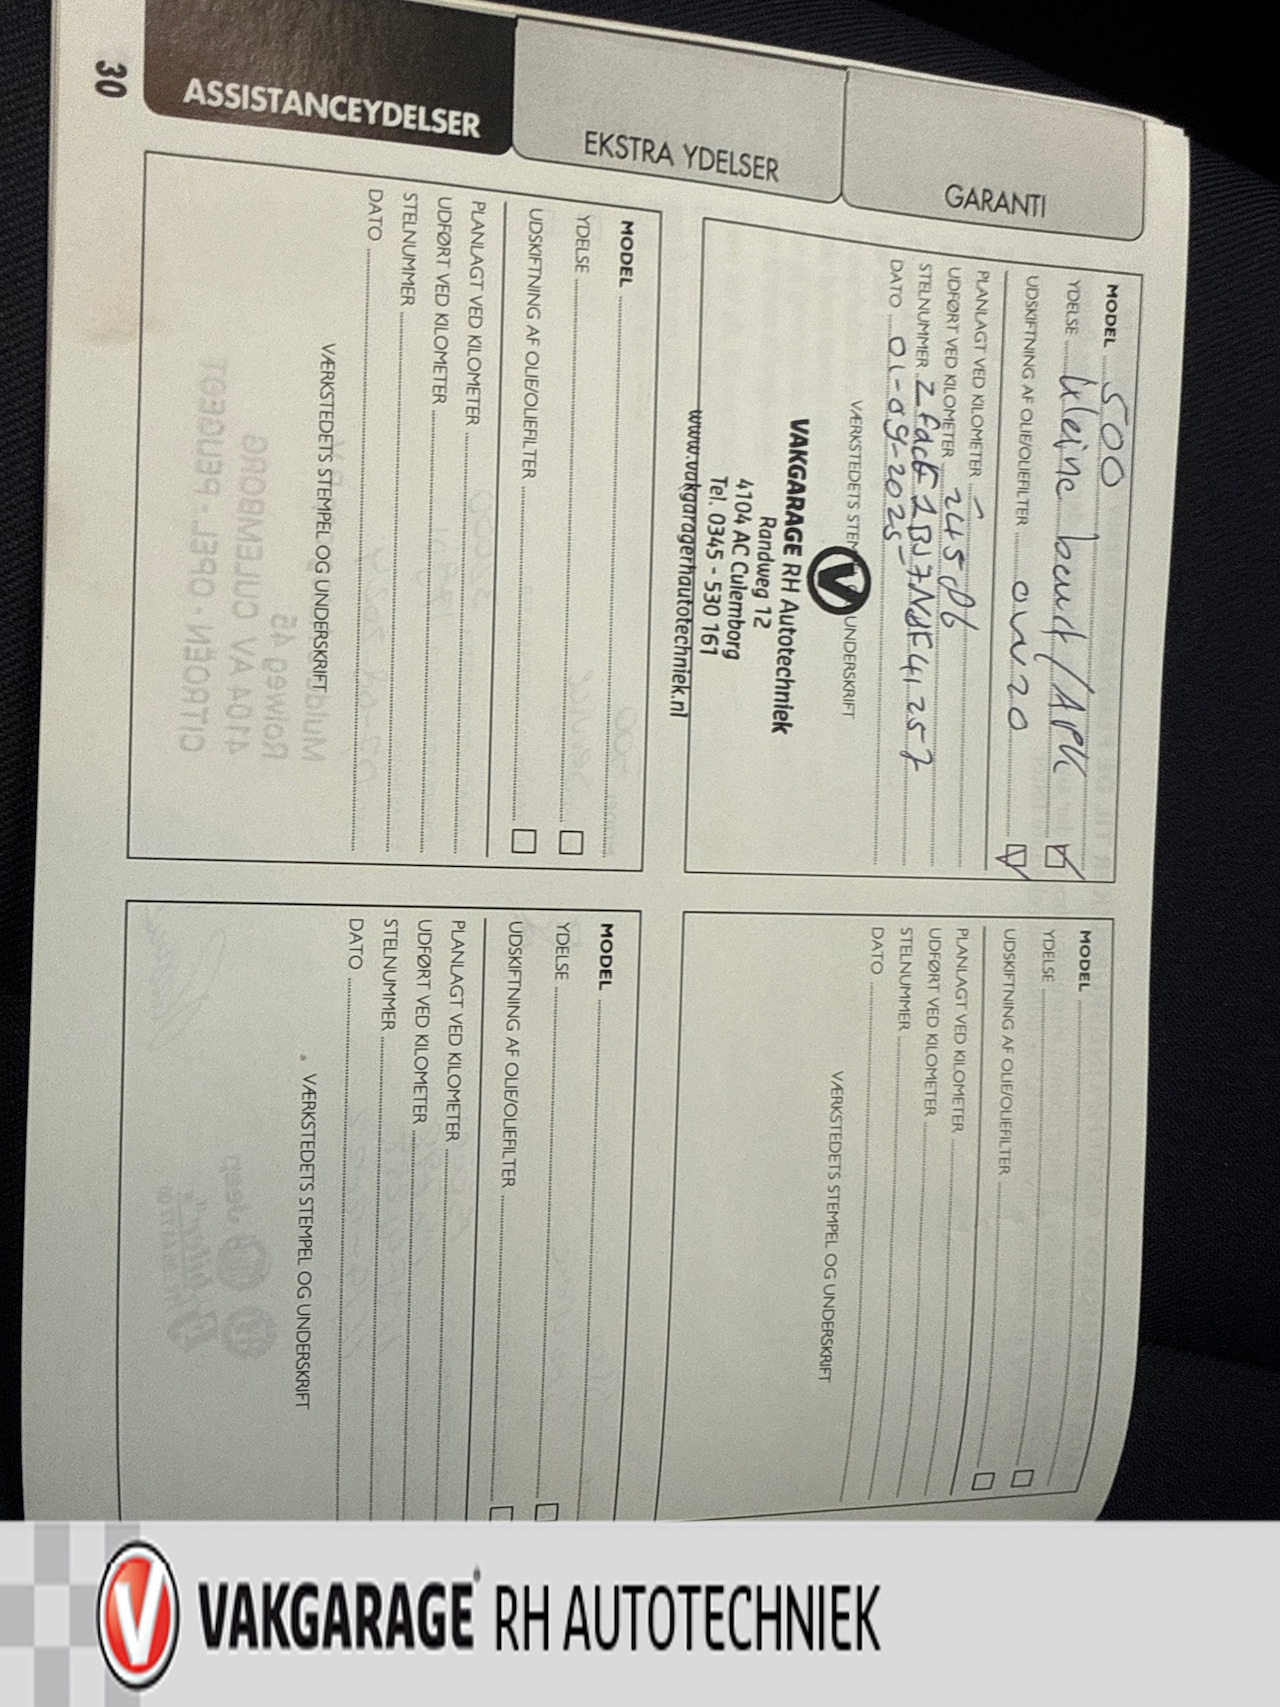 30
ASSISTANCEYDELSER
EKSTRA YDELSER
GARANTI
MODEL 500
YDELSE kleine beurt / APK
UDSKIFTNING AF OLIE/OLIEFILTER 0W20
PLANLAGT VED KILOMETER
UDFØRT VED KILOMETER 24586
STELNUMMER
DATO 01-09-2025
VÆRKSTEDETS STEM UNDERSKRIFT
V
VAKGARAGE RH Autotechniek
Randweg 12
4104 AC Culemborg
Tel. 0345 - 530 161
www.vakgaragerhautotechniek.nl
MODEL
YDELSE
UDSKIFTNING AF OLIE/OLIEFILTER
PLANLAGT VED KILOMETER
UDFØRT VED KILOMETER
STELNUMMER
DATO
VÆRKSTEDETS STEMPEL OG UNDERSKRIFT
MODEL
YDELSE
UDSKIFTNING AF OLIE/OLIEFILTER
PLANLAGT VED KILOMETER
UDFØRT VED KILOMETER
STELNUMMER
DATO
VÆRKSTEDETS STEMPEL OG UNDERSKRIFT
MODEL
YDELSE
UDSKIFTNING AF OLIE/OLIEFILTER
PLANLAGT VED KILOMETER
UDFØRT VED KILOMETER
STELNUMMER
DATO
VÆRKSTEDETS STEMPEL OG UNDERSKRIFT
V VAKGARAGE® RH AUTOTECHNIEK